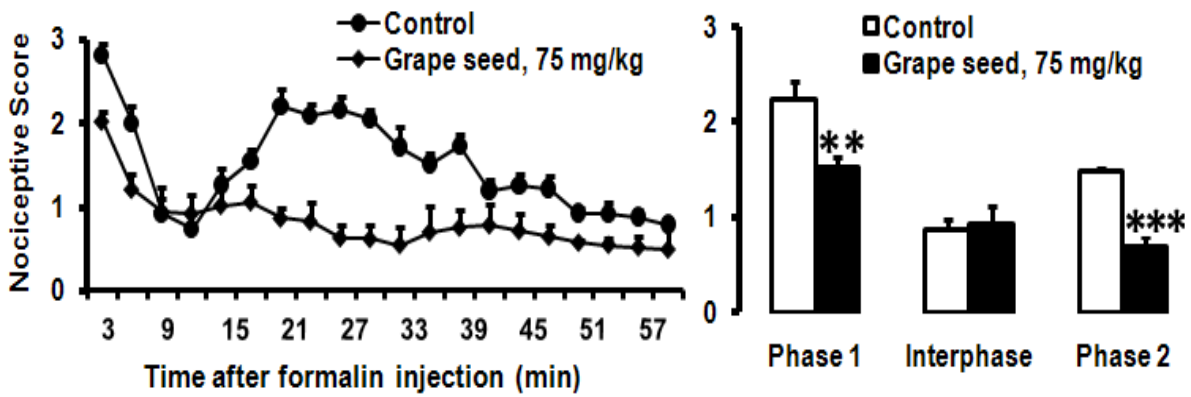 Nociceptive Score
3
2
1
0
Control
Grape seed, 75 mg/kg
3 9 15 21 27 33 39 45 51 57
Time after formalin injection (min)
3
2
1
0
Control
Grape seed, 75 mg/kg
**
***
Phase 1 Interphase Phase 2